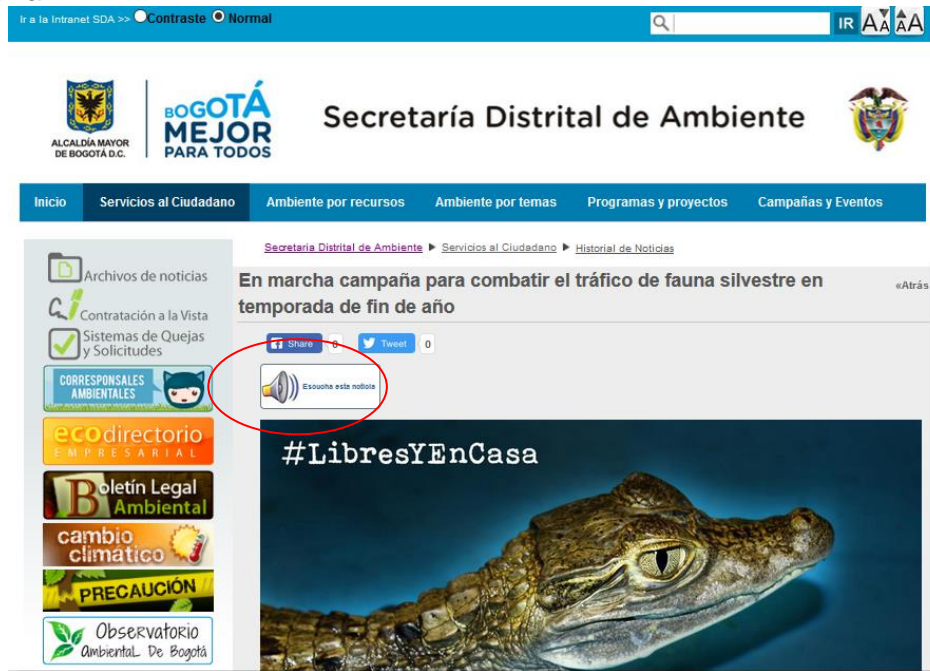 Ir a la Intranet SDA >> Contraste Normal
IR AA AA
ALCALDÍA MAYOR
DE BOGOTÁ D.C.
BOGOTÁ
MEJOR
PARA TODOS
Secretaría Distrital de Ambiente
Inicio Servicios al Ciudadano Ambiente por recursos Ambiente por temas Programas y proyectos Campañas y Eventos
Secretaria Distrital de Ambiente ▶ Servicios al Ciudadano ▶ Historial de Noticias
Archivos de noticias
Contratación a la Vista
Sistemas de Quejas
y Solicitudes
CORRESPONSALES
AMBIENTALES
ecodirectorio
EMPRESARIAL
Boletín Legal
Ambiental
cambio
climático
PRECAUCIÓN
Observatorio
Ambiental De Bogotá
En marcha campaña para combatir el tráfico de fauna silvestre en
temporada de fin de año
«Atrás
Share 0 Tweet 0
Escucha esta noticia
#LibresYEnCasa